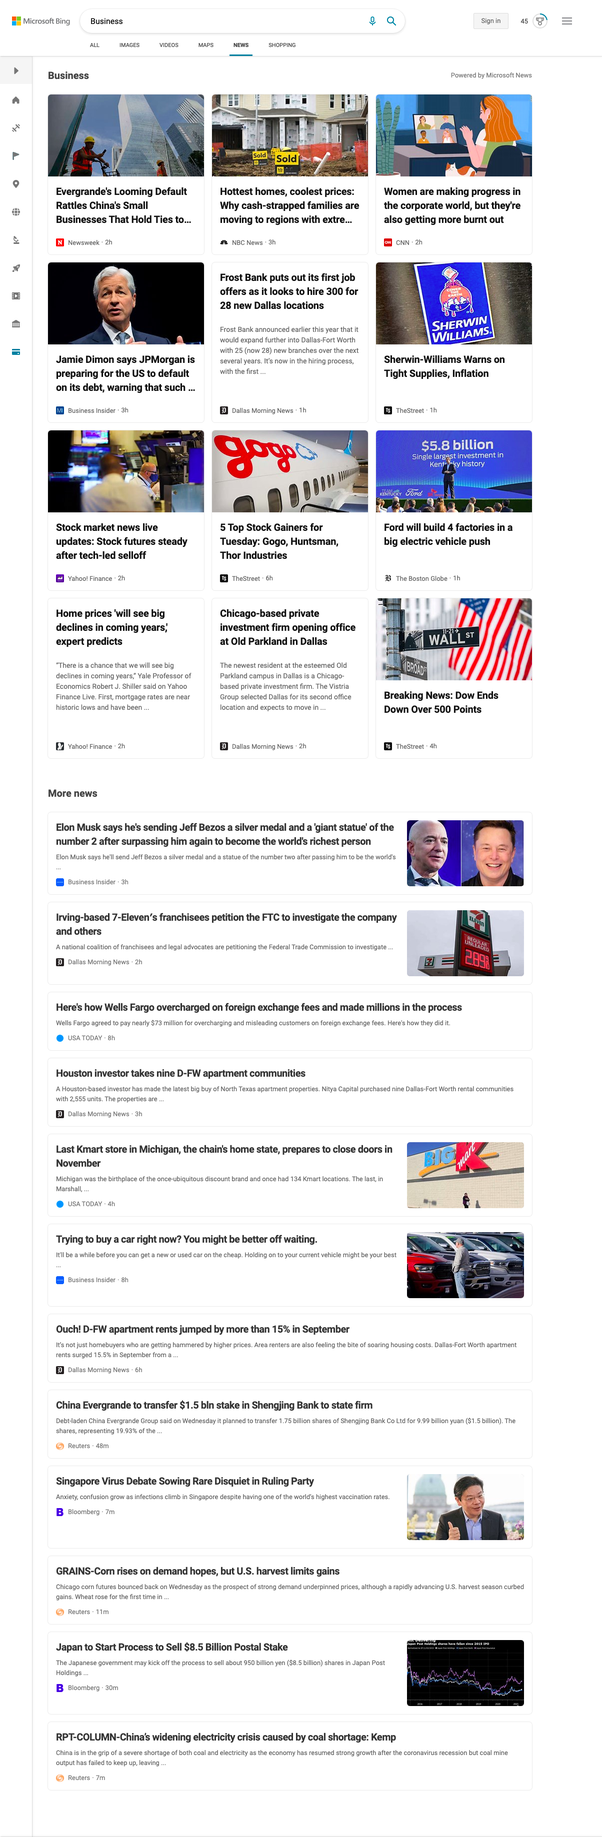 Microsoft Bing
Business
Sign in
45
ALL
IMAGES
VIDEOS
MAPS
NEWS
SHOPPING
Business
Powered by Microsoft News
Sold
Sold
Evergrande's Looming Default
Rattles China's Small
Businesses That Hold Ties to...
Newsweek · 2h
Hottest homes, coolest prices:
Why cash-strapped families are
moving to regions with extre...
NBC News · 3h
Women are making progress in
the corporate world, but they're
also getting more burnt out
CNN · 2h
Jamie Dimon says JPMorgan is
preparing for the US to default
on its debt, warning that such ...
Business Insider · 3h
Frost Bank puts out its first job
offers as it looks to hire 300 for
28 new Dallas locations
Frost Bank announced earlier this year that it
would expand further into Dallas-Fort Worth
with 25 (now 28) new branches over the next
several years. It's now in the hiring process,
with the first ...
Dallas Morning News · 1h
SHERWIN
WILLIAMS.
Sherwin-Williams Warns on
Tight Supplies, Inflation
TheStreet · 1h
Stock market news live
updates: Stock futures steady
after tech-led selloff
Yahoo! Finance · 2h
gogo
5 Top Stock Gainers for
Tuesday: Gogo, Huntsman,
Thor Industries
TheStreet · 6h
$5.8 billion
Single largest investment in
Kentucky history
Ford
Ford will build 4 factories in a
big electric vehicle push
The Boston Globe · 1h
Home prices 'will see big
declines in coming years,'
expert predicts
"There is a chance that we will see big
declines in coming years," Yale Professor of
Economics Robert J. Shiller said on Yahoo
Finance Live. First, mortgage rates are near
historic lows and have been ...
Yahoo! Finance · 2h
Chicago-based private
investment firm opening office
at Old Parkland in Dallas
The newest resident at the esteemed Old
Parkland campus in Dallas is a Chicago-
based private investment firm. The Vistria
Group selected Dallas for its second office
location and expects to move in ...
Dallas Morning News · 2h
WALL ST
BROAD
Breaking News: Dow Ends
Down Over 500 Points
TheStreet · 4h
More news
Elon Musk says he's sending Jeff Bezos a silver medal and a 'giant statue' of the
number 2 after surpassing him again to become the world's richest person
Elon Musk says he'll send Jeff Bezos a silver medal and a statue of the number two after passing him to be the world's
...
Business Insider · 3h
Irving-based 7-Eleven's franchisees petition the FTC to investigate the company
and others
A national coalition of franchisees and legal advocates are petitioning the Federal Trade Commission to investigate ...
Dallas Morning News · 2h
REGULAR
UNLEADED
2.89
Here's how Wells Fargo overcharged on foreign exchange fees and made millions in the process
Wells Fargo agreed to pay nearly $73 million for overcharging and misleading customers on foreign exchange fees. Here's how they did it.
USA TODAY · 8h
Houston investor takes nine D-FW apartment communities
A Houston-based investor has made the latest big buy of North Texas apartment properties. Nitya Capital purchased nine Dallas-Fort Worth rental communities
with 2,555 units. The properties are ...
Dallas Morning News · 3h
Last Kmart store in Michigan, the chain's home state, prepares to close doors in
November
Michigan was the birthplace of the once-ubiquitous discount brand and once had 134 Kmart locations. The last, in
Marshall, ...
USA TODAY · 4h
BIG K
mart
Trying to buy a car right now? You might be better off waiting.
It'll be a while before you can get a new or used car on the cheap. Holding on to your current vehicle might be your best
...
Business Insider · 8h
Ouch! D-FW apartment rents jumped by more than 15% in September
It's not just homebuyers who are getting hammered by higher prices. Area renters are also feeling the bite of soaring housing costs. Dallas-Fort Worth apartment
rents surged 15.5% in September from a ...
Dallas Morning News · 6h
China Evergrande to transfer $1.5 bln stake in Shengjing Bank to state firm
Debt-laden China Evergrande Group said on Wednesday it planned to transfer 1.75 billion shares of Shengjing Bank Co Ltd for 9.99 billion yuan ($1.5 billion). The
shares, representing 19.93% of the ...
Reuters · 48m
Singapore Virus Debate Sowing Rare Disquiet in Ruling Party
Anxiety, confusion grow as infections climb in Singapore despite having one of the world's highest vaccination rates.
Bloomberg · 7m
GRAINS-Corn rises on demand hopes, but U.S. harvest limits gains
Chicago corn futures bounced back on Wednesday as the prospect of strong demand underpinned prices, although a rapidly advancing U.S. harvest season curbed
gains. Wheat rose for the first time in ...
Reuters · 11m
Japan to Start Process to Sell $8.5 Billion Postal Stake
The Japanese government may kick off the process to sell about 950 billion yen ($8.5 billion) shares in Japan Post
Holdings ...
Bloomberg · 30m
RPT-COLUMN-China's widening electricity crisis caused by coal shortage: Kemp
China is in the grip of a severe shortage of both coal and electricity as the economy has resumed strong growth after the coronavirus recession but coal mine
output has failed to keep up, leaving ...
Reuters · 7m